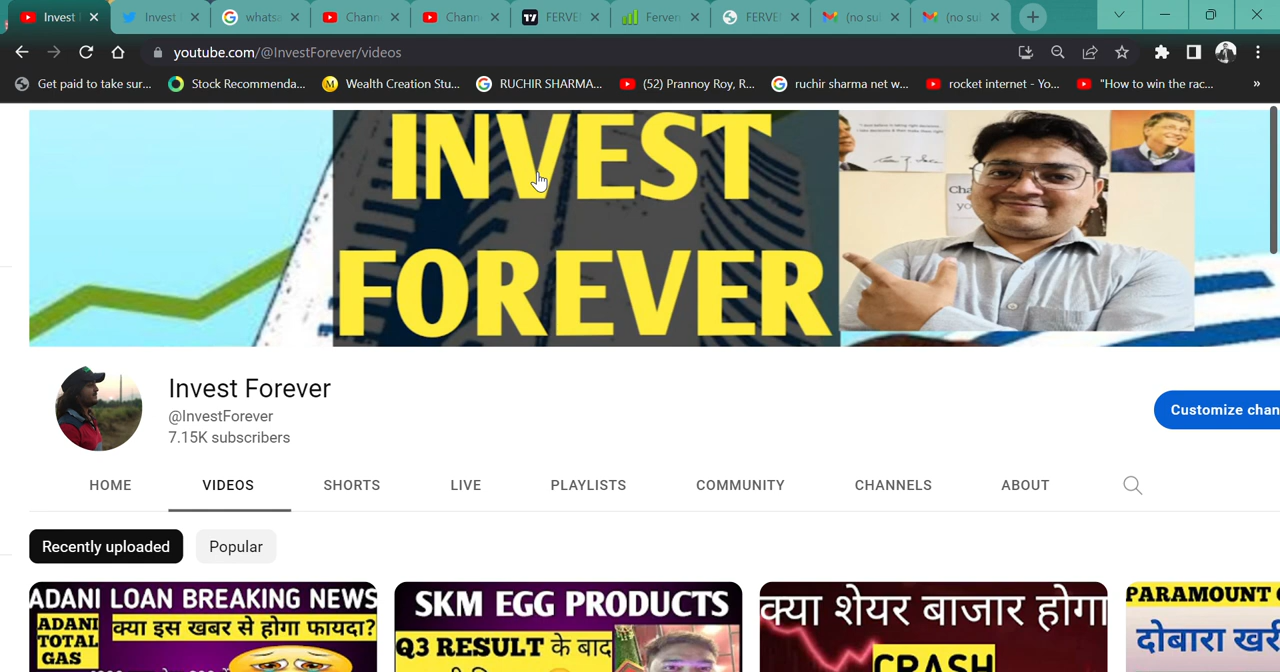 Invest
Invest
whats
Chann
Chann
FERVE
Ferven
FERVE
(no su
(no su
youtube.com/@InvestForever/videos
Get paid to take sur...
Stock Recommenda...
Wealth Creation Stu...
RUCHIR SHARMA...
(52) Prannoy Roy, R...
ruchir sharma net w...
rocket internet - Yo...
"How to win the rac...
»
INVEST
FOREVER
Invest Forever
@InvestForever
7.15K subscribers
Customize chan
HOME
VIDEOS
SHORTS
LIVE
PLAYLISTS
COMMUNITY
CHANNELS
ABOUT
Recently uploaded
Popular
ADANI LOAN BREAKING NEWS
ADANI
TOTAL
GAS
क्या इस खबर से होगा फायदा?
SKM EGG PRODUCTS
Q3 RESULT के बाद
क्या शेयर बाजार होगा
CRASH
PARAMOUNT
दोबारा खरी